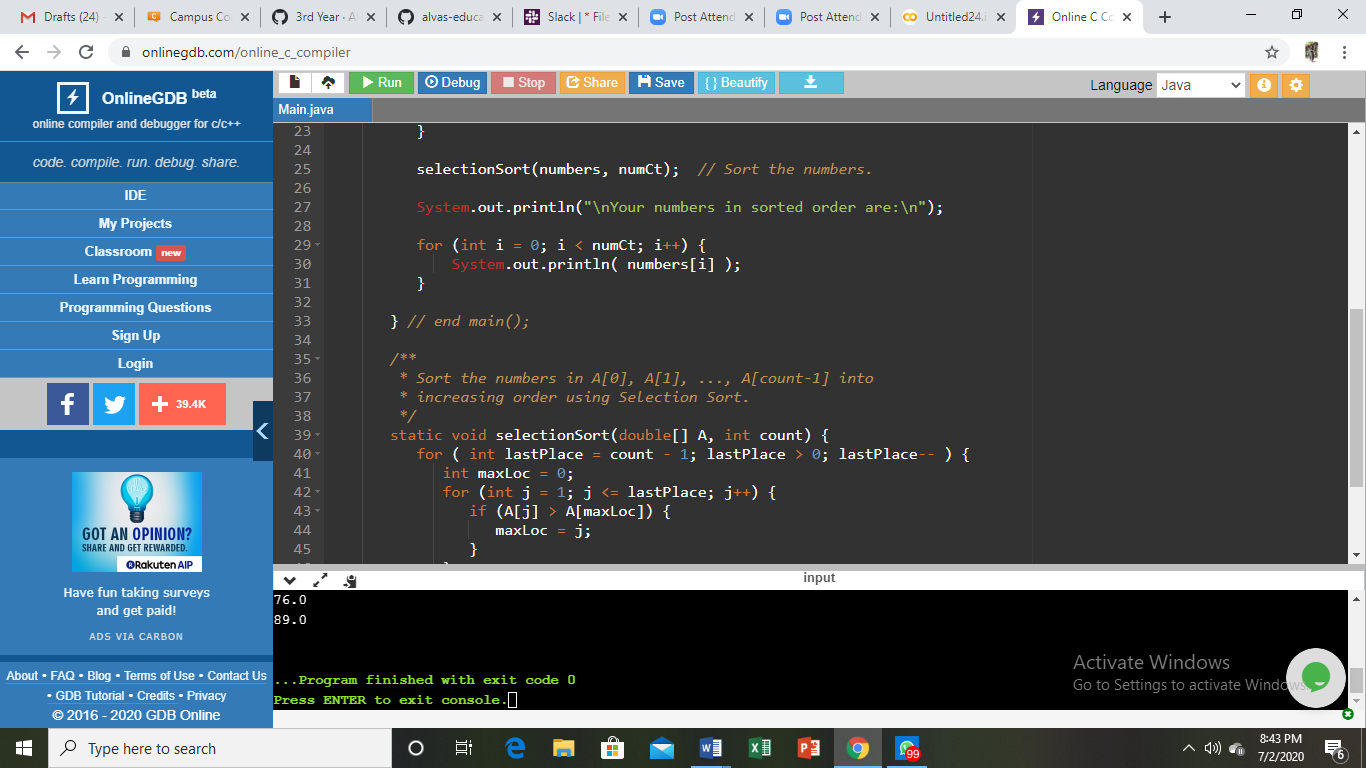 Drafts (24) -
Campus Co
3rd Year · Al
alvas-educa
Slack | * File
Post Attend
Post Attend
Untitled24.i
Online C Co
onlinegdb.com/online_c_compiler
OnlineGDB beta
online compiler and debugger for c/c++
code. compile. run. debug. share.
IDE
My Projects
Classroom new
Learn Programming
Programming Questions
Sign Up
Login
f
+ 39.4K
GOT AN OPINION?
SHARE AND GET REWARDED.
Rakuten AIP
Have fun taking surveys
and get paid!
ADS VIA CARBON
About • FAQ • Blog • Terms of Use • Contact Us
• GDB Tutorial • Credits • Privacy
© 2016 - 2020 GDB Online
Run Debug Stop Share Save { } Beautify Language Java
Main.java
23 }
24
25 selectionSort(numbers, numCt); // Sort the numbers.
26
27 System.out.println("\nYour numbers in sorted order are:\n");
28
29 for (int i = 0; i < numCt; i++) {
30 System.out.println( numbers[i] );
31 }
32
33 } // end main();
34
35 /**
36 * Sort the numbers in A[0], A[1], ..., A[count-1] into
37 * increasing order using Selection Sort.
38 */
39 static void selectionSort(double[] A, int count) {
40 for ( int lastPlace = count - 1; lastPlace > 0; lastPlace-- ) {
41 int maxLoc = 0;
42 for (int j = 1; j <= lastPlace; j++) {
43 if (A[j] > A[maxLoc]) {
44 maxLoc = j;
45 }
input
76.0
89.0
...Program finished with exit code 0
Press ENTER to exit console.
Activate Windows
Go to Settings to activate Windows.
Type here to search
99
8:43 PM
7/2/2020
6